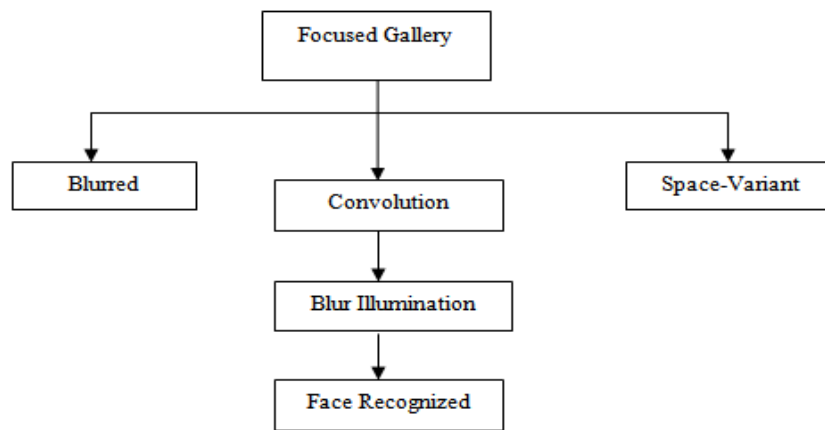 Focused Gallery
Blurred
Convolution
Space-Variant
Blur Illumination
Face Recognized